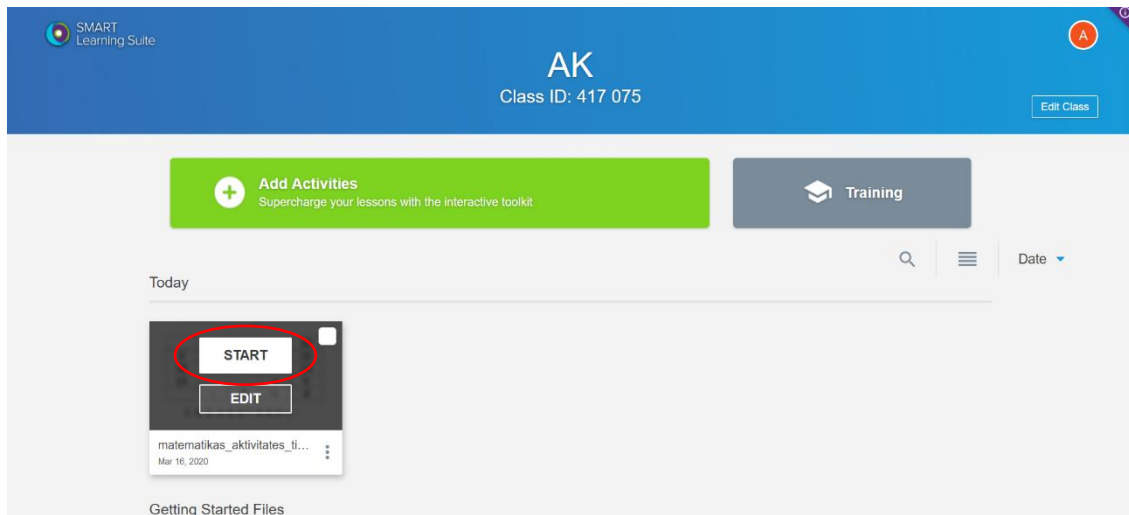 SMART
Learning Suite
A
AK
Class ID: 417 075
Edit Class
Add Activities
Supercharge your lessons with the interactive toolkit
Training
Date
Today
START
EDIT
matematikas_aktivitates_ti...
Mar 16, 2020
Getting Started Files